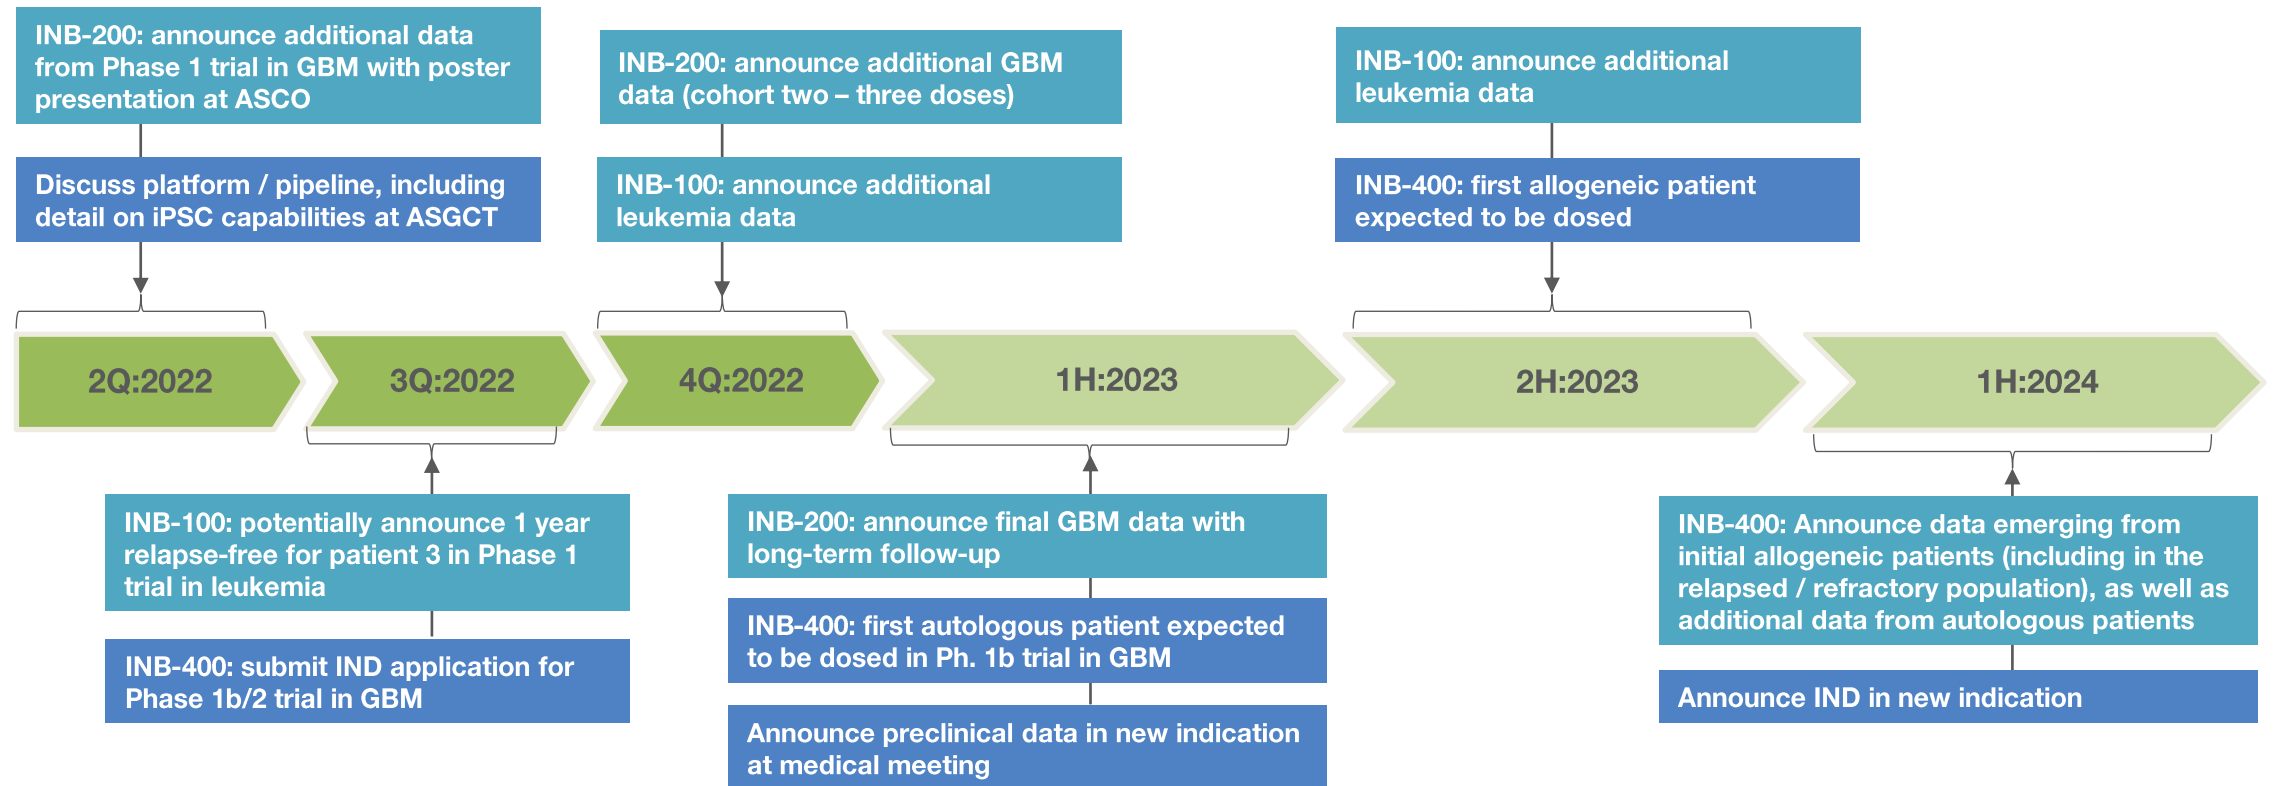 INB-200: announce additional data
from Phase 1 trial in GBM with poster
presentation at ASCO
Discuss platform / pipeline, including
detail on iPSC capabilities at ASGCT
INB-200: announce additional GBM
data (cohort two – three doses)
INB-100: announce additional
leukemia data
INB-100: announce additional
leukemia data
INB-400: first allogeneic patient
expected to be dosed
2Q:2022
3Q:2022
4Q:2022
1H:2023
2H:2023
1H:2024
INB-100: potentially announce 1 year
relapse-free for patient 3 in Phase 1
trial in leukemia
INB-400: submit IND application for
Phase 1b/2 trial in GBM
INB-200: announce final GBM data with
long-term follow-up
INB-400: first autologous patient expected
to be dosed in Ph. 1b trial in GBM
Announce preclinical data in new indication
at medical meeting
INB-400: Announce data emerging from
initial allogeneic patients (including in the
relapsed / refractory population), as well as
additional data from autologous patients
Announce IND in new indication